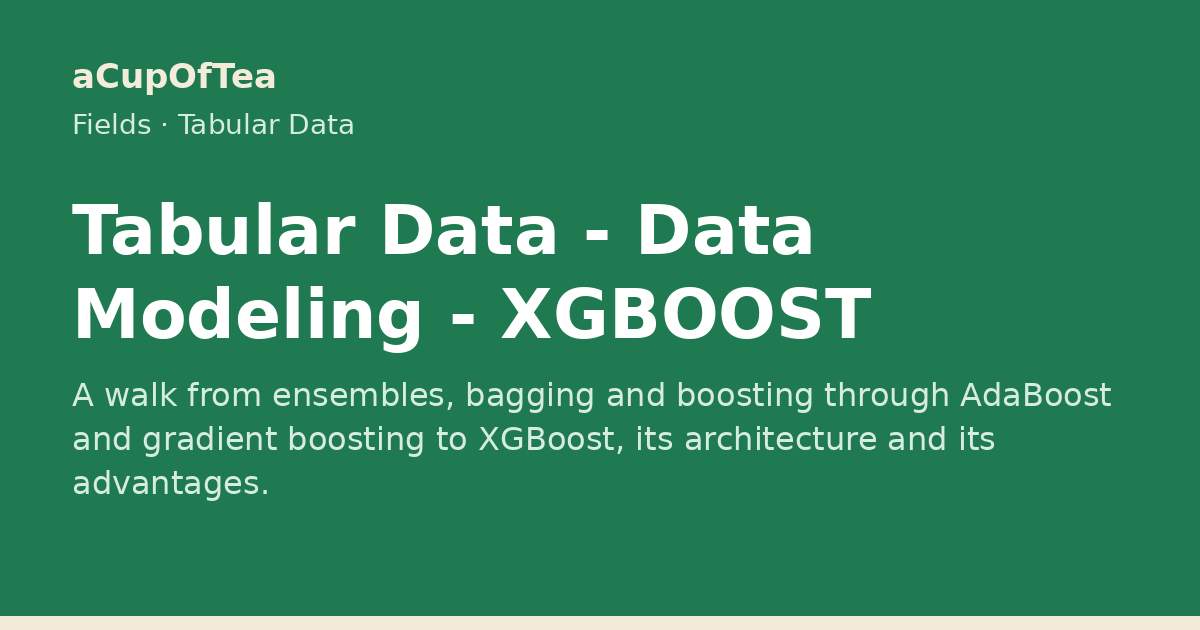 aCupOfTea
Fields · Tabular Data
Tabular Data - Data
Modeling - XGBOOST
A walk from ensembles, bagging and boosting through AdaBoost
and gradient boosting to XGBoost, its architecture and its
advantages.